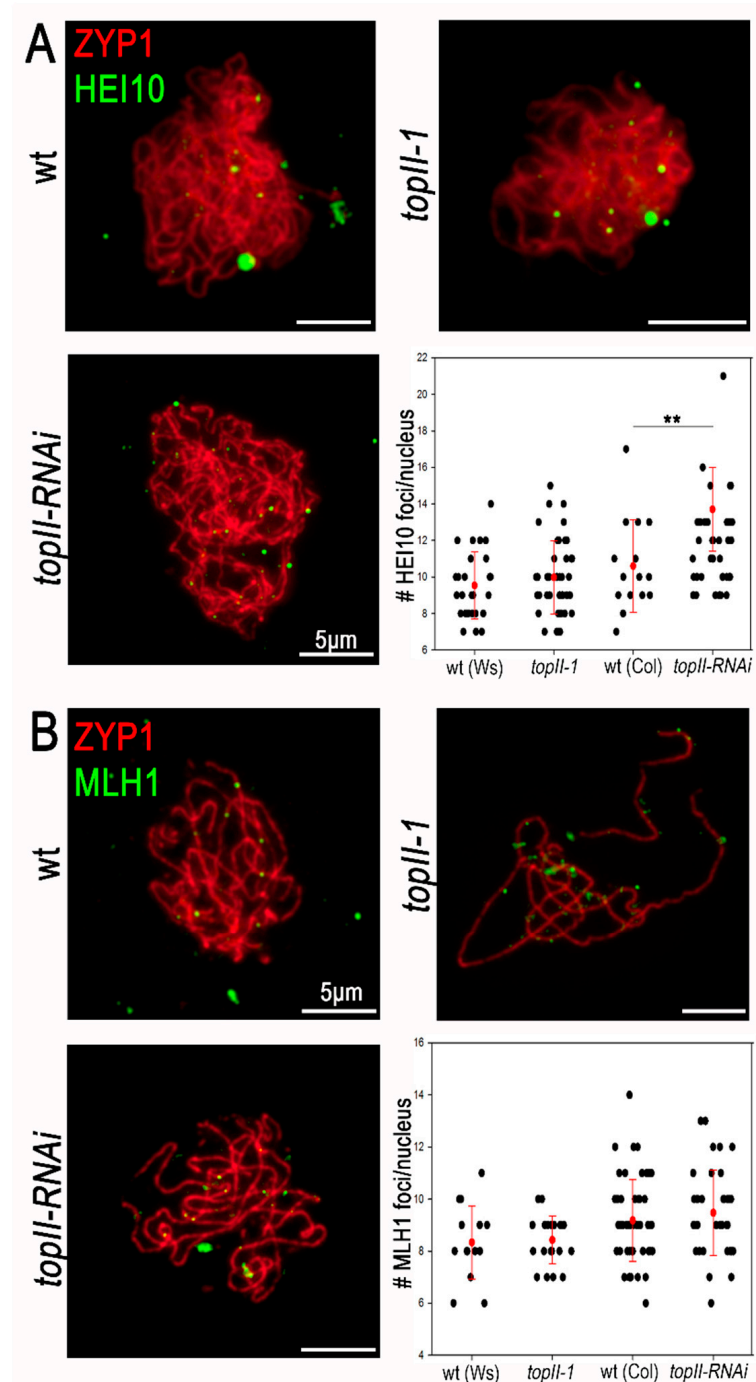 A
ZYP1
HEI10
wt
topII-1
topII-RNAi
5µm
# HEI10 foci/nucleus
22
20
18
16
14
12
10
8
6
**
wt (Ws) topII-1 wt (Col) topII-RNAi
B
ZYP1
MLH1
wt
5µm
topII-1
topII-RNAi
# MLH1 foci/nucleus
16
14
12
10
8
6
4
wt (Ws) topII-1 wt (Col) topII-RNAi